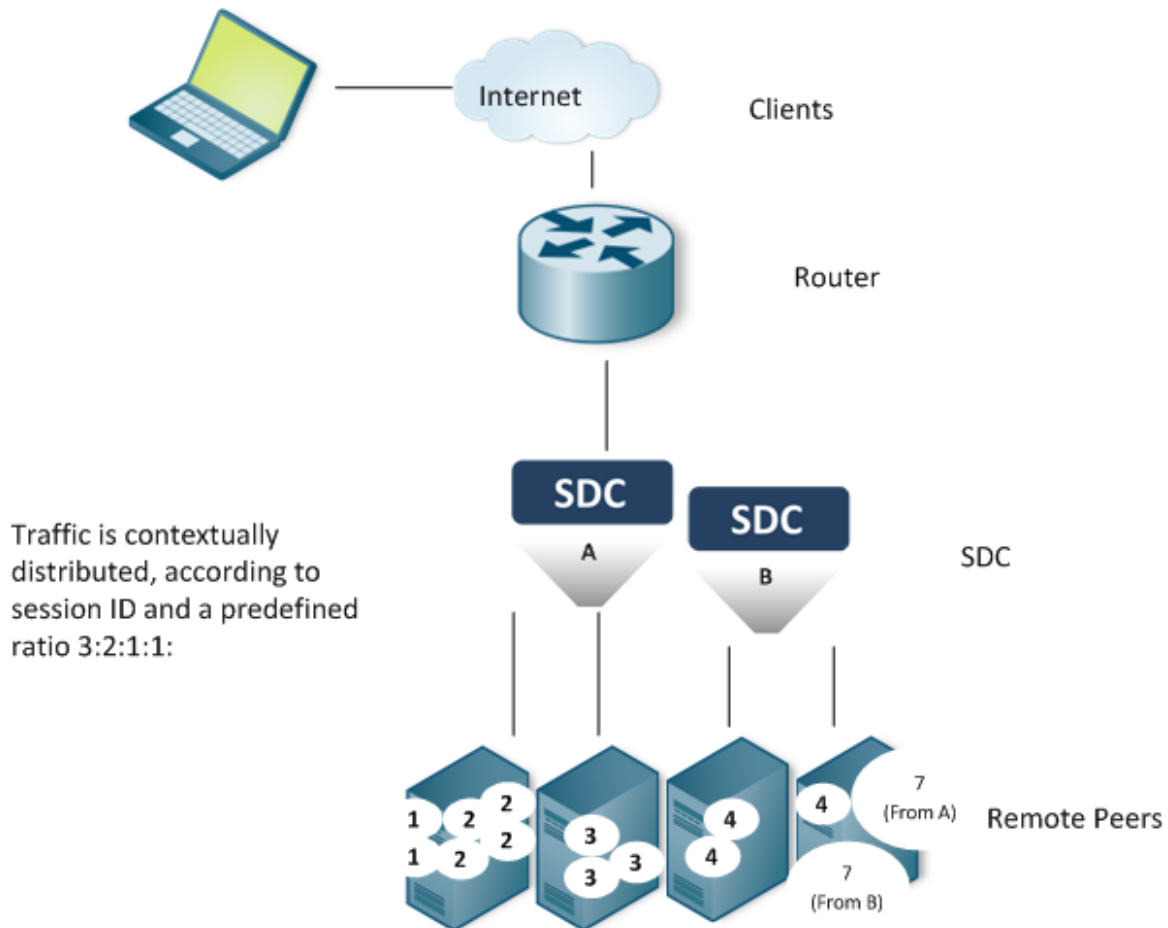 Internet
Clients
Router
SDC
A
SDC
B
SDC
Traffic is contextually
distributed, according to
session ID and a predefined
ratio 3:2:1:1:
1
2
2
2
1
2
3
3
3
4
4
4
7
(From A)
7
(From B)
Remote Peers